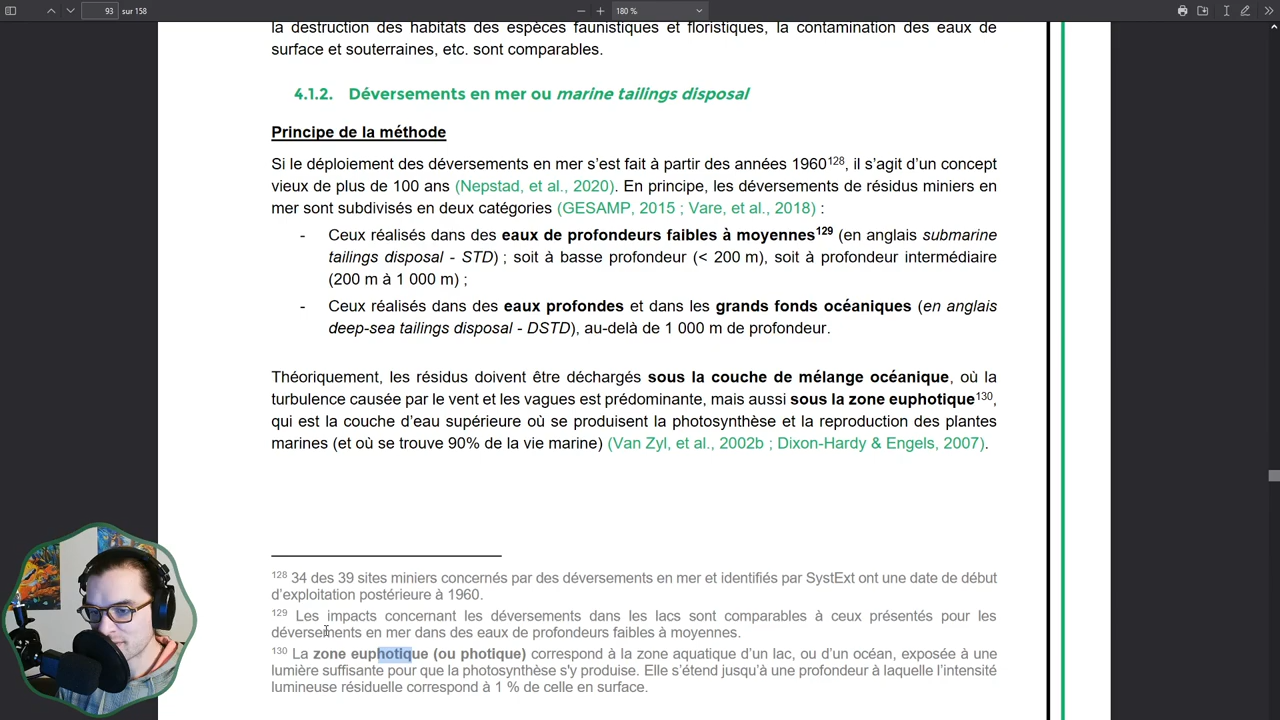 93 sur 158
180 %
la destruction des habitats des espèces faunistiques et floristiques, la contamination des eaux de
surface et souterraines, etc. sont comparables.
4.1.2. Déversements en mer ou marine tailings disposal
Principe de la méthode
Si le déploiement des déversements en mer s’est fait à partir des années 1960128, il s’agit d’un concept
vieux de plus de 100 ans (Nepstad, et al., 2020). En principe, les déversements de résidus miniers en
mer sont subdivisés en deux catégories (GESAMP, 2015 ; Vare, et al., 2018) :
- Ceux réalisés dans des eaux de profondeurs faibles à moyennes129 (en anglais submarine
tailings disposal - STD) ; soit à basse profondeur (< 200 m), soit à profondeur intermédiaire
(200 m à 1 000 m) ;
- Ceux réalisés dans des eaux profondes et dans les grands fonds océaniques (en anglais
deep-sea tailings disposal - DSTD), au-delà de 1 000 m de profondeur.
Théoriquement, les résidus doivent être déchargés sous la couche de mélange océanique, où la
turbulence causée par le vent et les vagues est prédominante, mais aussi sous la zone euphotique130,
qui est la couche d’eau supérieure où se produisent la photosynthèse et la reproduction des plantes
marines (et où se trouve 90% de la vie marine) (Van Zyl, et al., 2002b ; Dixon-Hardy & Engels, 2007).
128 34 des 39 sites miniers concernés par des déversements en mer et identifiés par SystExt ont une date de début
d’exploitation postérieure à 1960.
129 Les impacts concernant les déversements dans les lacs sont comparables à ceux présentés pour les
déversements en mer dans des eaux de profondeurs faibles à moyennes.
130 La zone euphotique (ou photique) correspond à la zone aquatique d’un lac, ou d’un océan, exposée à une
lumière suffisante pour que la photosynthèse s'y produise. Elle s’étend jusqu’à une profondeur à laquelle l’intensité
lumineuse résiduelle correspond à 1 % de celle en surface.